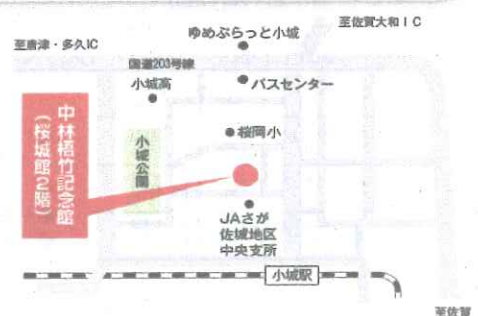 至佐賀大和IC
ゆめぷらっと小城
至唐津・多久IC
国道203号線
小城高
バスセンター
桜岡小
小城公園
中林梧竹記念館
(桜城館2階)
JAさが
佐城地区
中央支所
小城駅
至佐賀